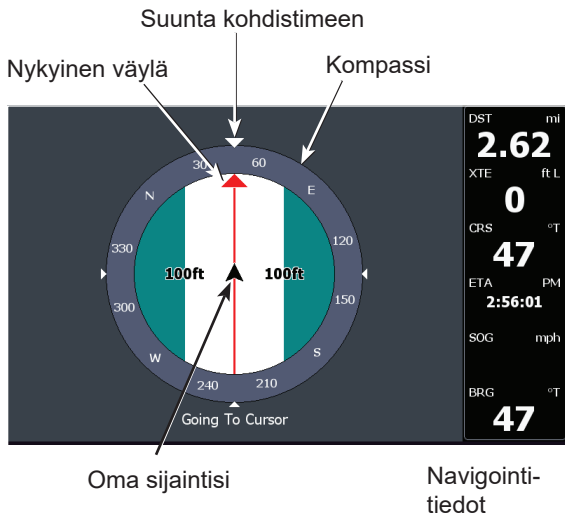 Suunta kohdistimeen
Nykyinen väylä
Kompassi
DST mi
2.62
XTE ft L
0
CRS °T
47
ETA PM
2:56:01
SOG mph
BRG °T
47
30
60
N
E
330
120
100ft
100ft
300
150
W
S
240
210
Going To Cursor
Oma sijaintisi
Navigointi-
tiedot